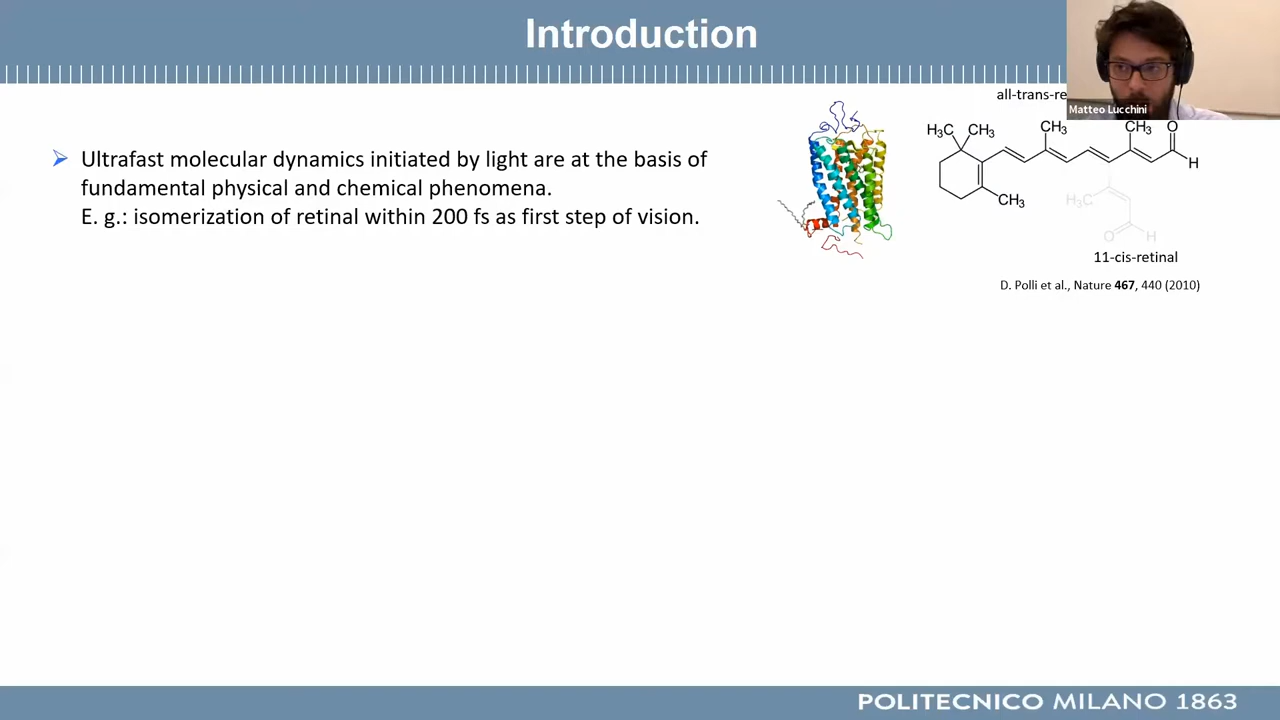 Introduction
all-trans-re
Matteo Lucchini
Ultrafast molecular dynamics initiated by light are at the basis of
fundamental physical and chemical phenomena.
E. g.: isomerization of retinal within 200 fs as first step of vision.
H₃C CH₃ CH₃ CH₃ O
H
CH₃
H₃C
O H
11-cis-retinal
D. Polli et al., Nature 467, 440 (2010)
POLITECNICO MILANO 1863